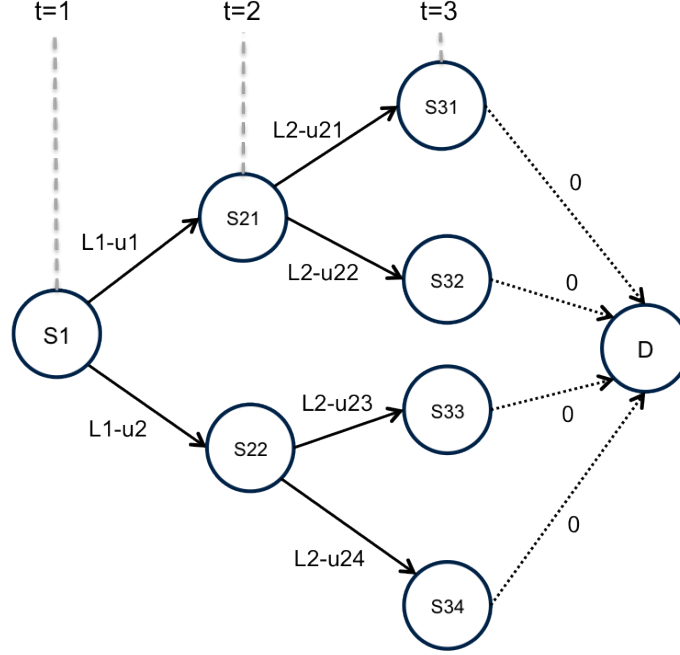 t=1
t=2
t=3
S31
L2-u21
0
S21
L1-u1
L2-u22
S32
0
S1
D
L1-u2
L2-u23
S33
0
S22
L2-u24
0
S34